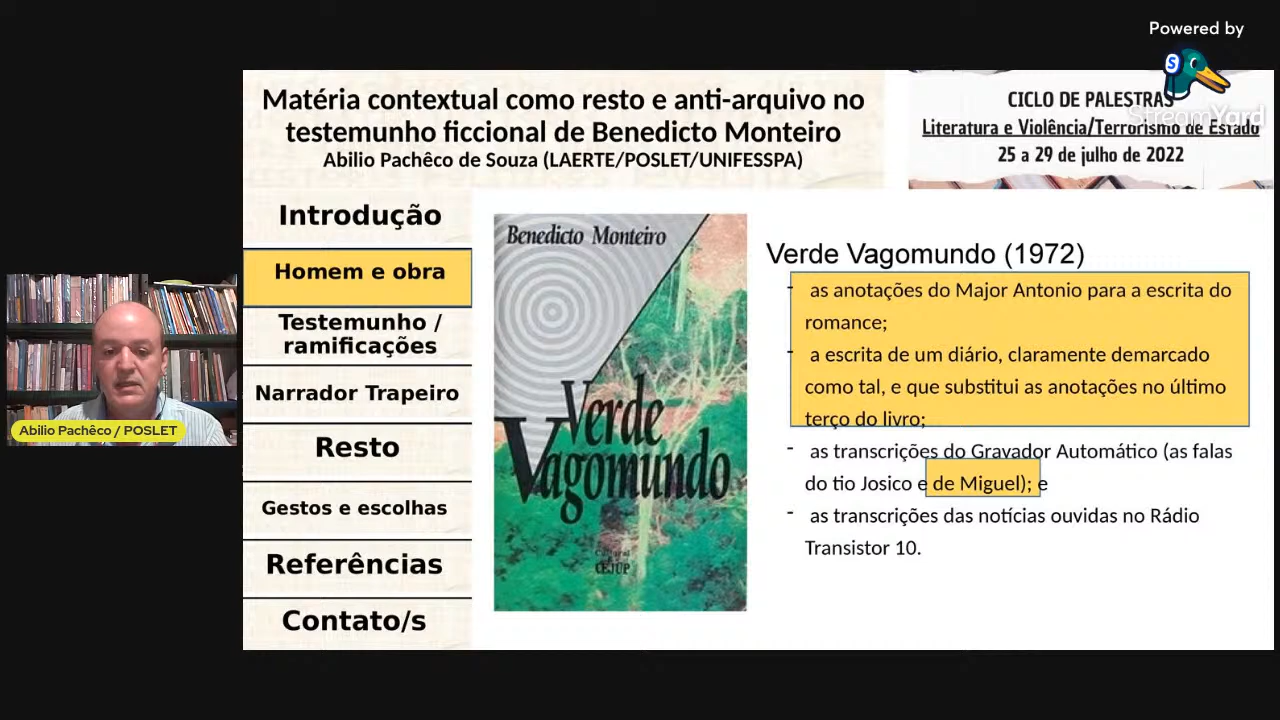 Powered by
StreamYard
Matéria contextual como resto e anti-arquivo no
testemunho ficcional de Benedicto Monteiro
Abilio Pachêco de Souza (LAERTE/POSLET/UNIFESSPA)
CICLO DE PALESTRAS
Literatura e Violência/Terrorismo de Estado
25 a 29 de julho de 2022
Introdução
Homem e obra
Testemunho /
ramificações
Narrador Trapeiro
Resto
Gestos e escolhas
Referências
Contato/s
Abilio Pachêco / POSLET
Benedicto Monteiro
Verde
Vagomundo
Cultural
CEJUP
Verde Vagomundo (1972)
- as anotações do Major Antonio para a escrita do
romance;
- a escrita de um diário, claramente demarcado
como tal, e que substitui as anotações no último
terço do livro;
- as transcrições do Gravador Automático (as falas
do tio Josico e de Miguel); e
- as transcrições das notícias ouvidas no Rádio
Transistor 10.